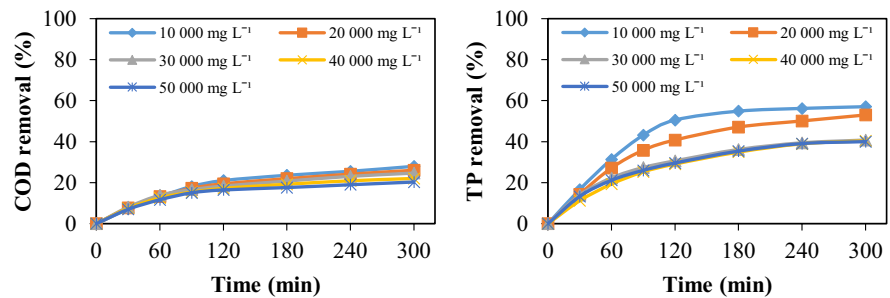 COD removal (%)
100
80
60
40
20
0
10 000 mg L⁻¹ 20 000 mg L⁻¹
30 000 mg L⁻¹ 40 000 mg L⁻¹
50 000 mg L⁻¹
0 60 120 180 240 300
Time (min)
TP removal (%)
100
80
60
40
20
0
10 000 mg L⁻¹ 20 000 mg L⁻¹
30 000 mg L⁻¹ 40 000 mg L⁻¹
50 000 mg L⁻¹
0 60 120 180 240 300
Time (min)